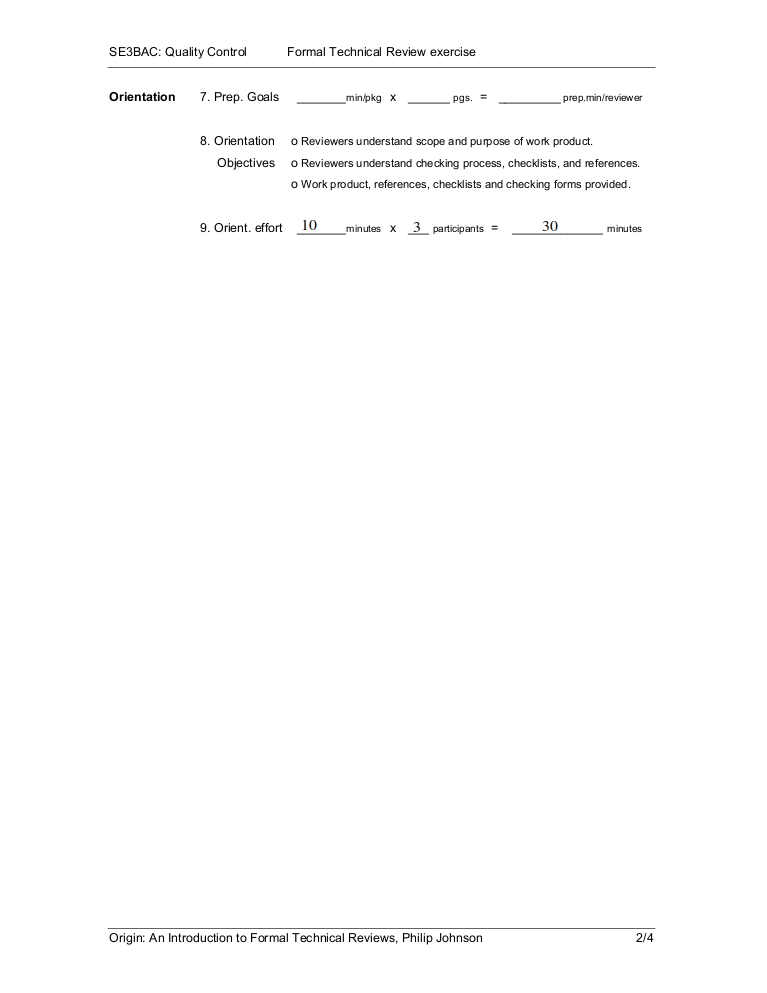 SE3BAC: Quality Control Formal Technical Review exercise
Orientation 7. Prep. Goals _______min/pkg x ______ pgs. = _________ prep.min/reviewer
8. Orientation o Reviewers understand scope and purpose of work product.
Objectives o Reviewers understand checking process, checklists, and references.
o Work product, references, checklists and checking forms provided.
9. Orient. effort 10 minutes x 3 participants = 30 minutes
Origin: An Introduction to Formal Technical Reviews, Philip Johnson 2/4